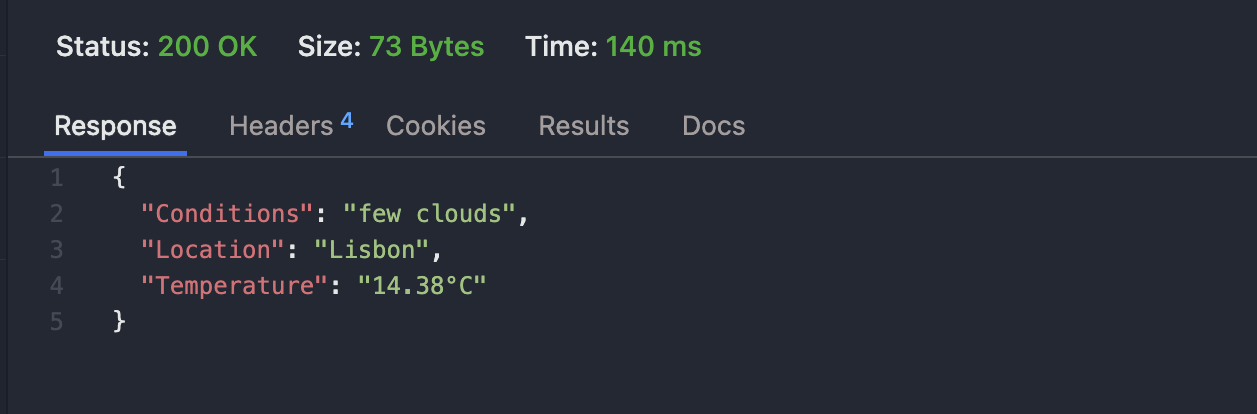 Status: 200 OK Size: 73 Bytes Time: 140 ms
Response Headers 4 Cookies Results Docs
1 {
2 "Conditions": "few clouds",
3 "Location": "Lisbon",
4 "Temperature": "14.38°C"
5 }